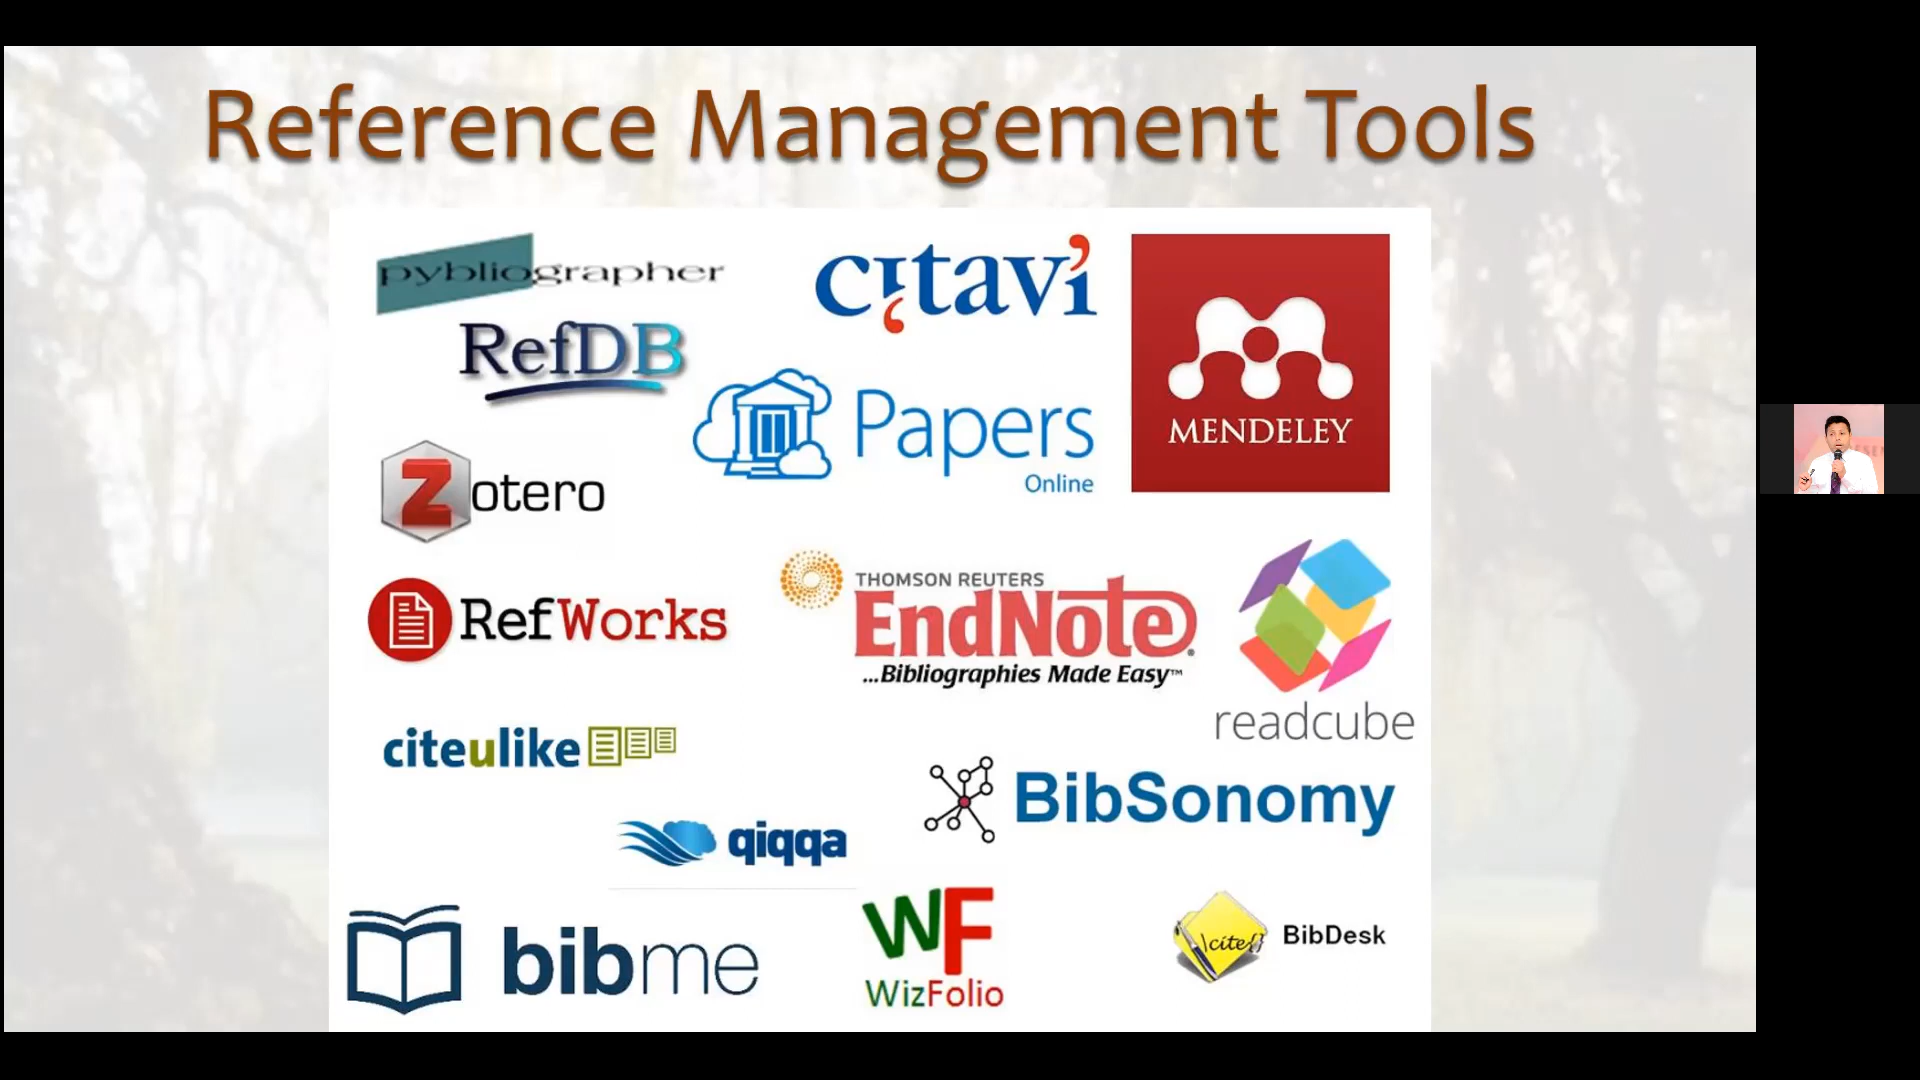 Reference Management Tools
pybliographer
citavi
MENDELEY
RefDB
Papers
Online
Zotero
THOMSON REUTERS
EndNote
...Bibliographies Made Easy™
RefWorks
readcube
citeulike
BibSonomy
qiqqa
bibme
WF
WizFolio
\cite{}
BibDesk